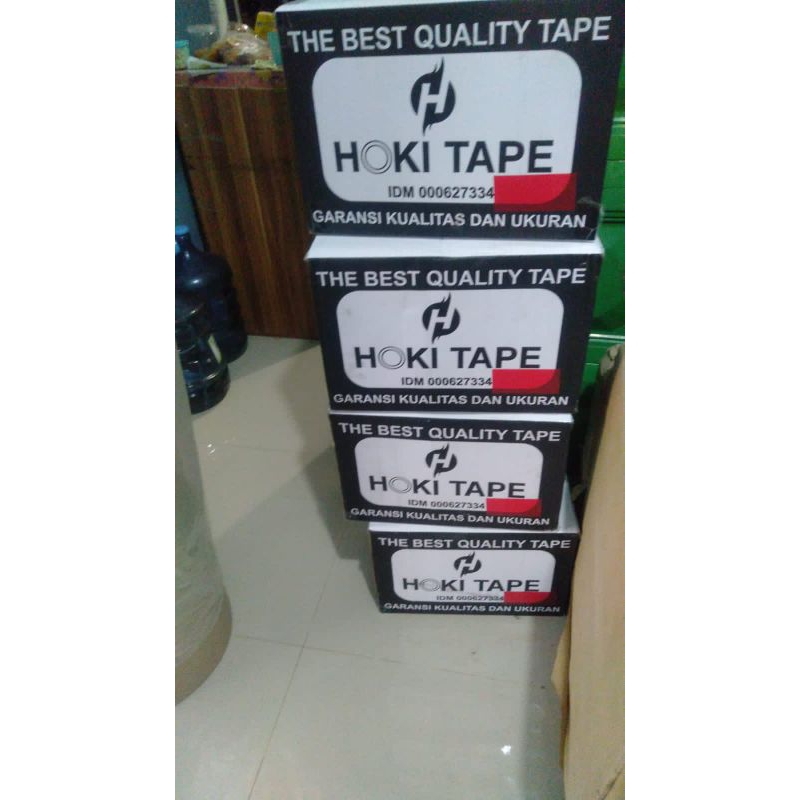 THE BEST QUALITY TAPE
HOKI TAPE
IDM 000627334
GARANSI KUALITAS DAN UKURAN
THE BEST QUALITY TAPE
HOKI TAPE
IDM 000627334
GARANSI KUALITAS DAN UKURAN
THE BEST QUALITY TAPE
HOKI TAPE
IDM 000627334
GARANSI KUALITAS DAN UKURAN
THE BEST QUALITY TAPE
HOKI TAPE
IDM 000627334
GARANSI KUALITAS DAN UKURAN